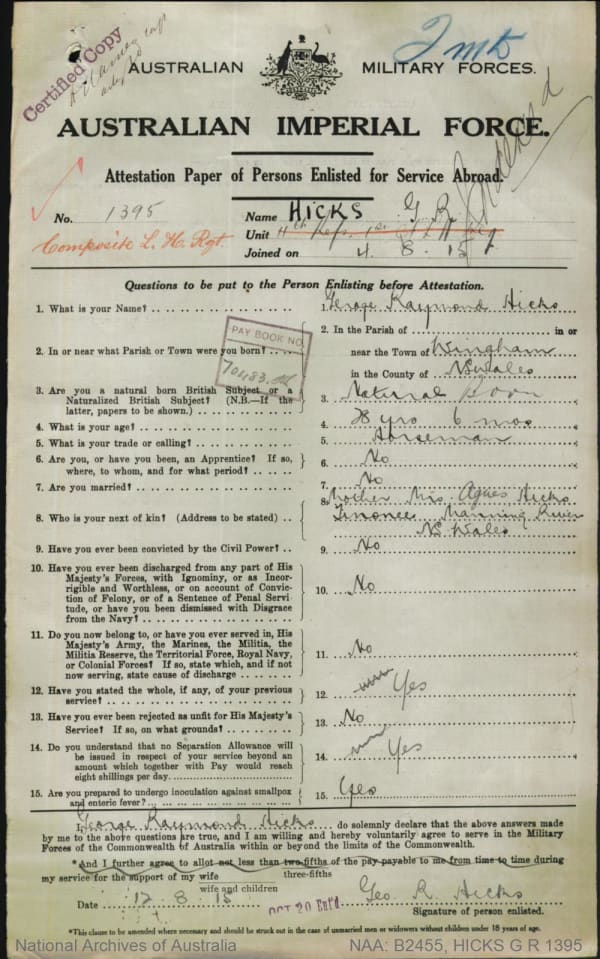 Certified Copy
2 mts
AUSTRALIAN MILITARY FORCES.
AUSTRALIAN IMPERIAL FORCE.
Attestation Paper of Persons Enlisted for Service Abroad.
No. 1395
Name HICKS G R
Composite L. H. Rgt.
Unit 4th Refs. 1st
Joined on 4. 8. 15
Questions to be put to the Person Enlisting before Attestation.
1. What is your Name?
1. George Raymond Hicks
2. In or near what Parish or Town were you born?
2. In the Parish of in or
near the Town of Wingham
in the County of NSWales
PAY BOOK NO.
70483.
3. Are you a natural born British Subject or a
Naturalized British Subject? (N.B.—If the
latter, papers to be shown.)
3. Natural Born
4. What is your age?
4. 28 yrs 6 mos
5. What is your trade or calling?
5. Horseman
6. Are you, or have you been, an Apprentice? If so,
where, to whom, and for what period?
6. No
7. Are you married?
7. No
8. Who is your next of kin? (Address to be stated)
8. Mother Mrs Agnes Hicks
Tinonee Manning River
NS Wales
9. Have you ever been convicted by the Civil Power?
9. No
10. Have you ever been discharged from any part of His
Majesty's Forces, with Ignominy, or as Incor-
rigible and Worthless, or on account of Convic-
tion of Felony, or of a Sentence of Penal Servi-
tude, or have you been dismissed with Disgrace
from the Navy?
10. No
11. Do you now belong to, or have you ever served in, His
Majesty's Army, the Marines, the Militia, the
Militia Reserve, the Territorial Force, Royal Navy,
or Colonial Forces? If so, state which, and if not
now serving, state cause of discharge
11. No
12. Have you stated the whole, if any, of your previous
service?
12. Yes
13. Have you ever been rejected as unfit for His Majesty's
Service? If so, on what grounds?
13. No
14. Do you understand that no Separation Allowance will
be issued in respect of your service beyond an
amount which together with Pay would reach
eight shillings per day.
14. Yes
15. Are you prepared to undergo inoculation against smallpox
and enteric fever?
15. Yes
I, George Raymond Hicks do solemnly declare that the above answers made
by me to the above questions are true, and I am willing and hereby voluntarily agree to serve in the Military
Forces of the Commonwealth of Australia within or beyond the limits of the Commonwealth.
*And I further agree to allot not less than two-fifths of the pay payable to me from time to time during
three-fifths
my service for the support of my wife
wife and children
Date 12. 8. 15
OCT 20 Ent'd
Geo R. Hicks
Signature of person enlisted.
*This clause to be amended where necessary and should be struck out in the case of unmarried men or widowers without children under 18 years of age.
National Archives of Australia
NAA: B2455, HICKS G R 1395